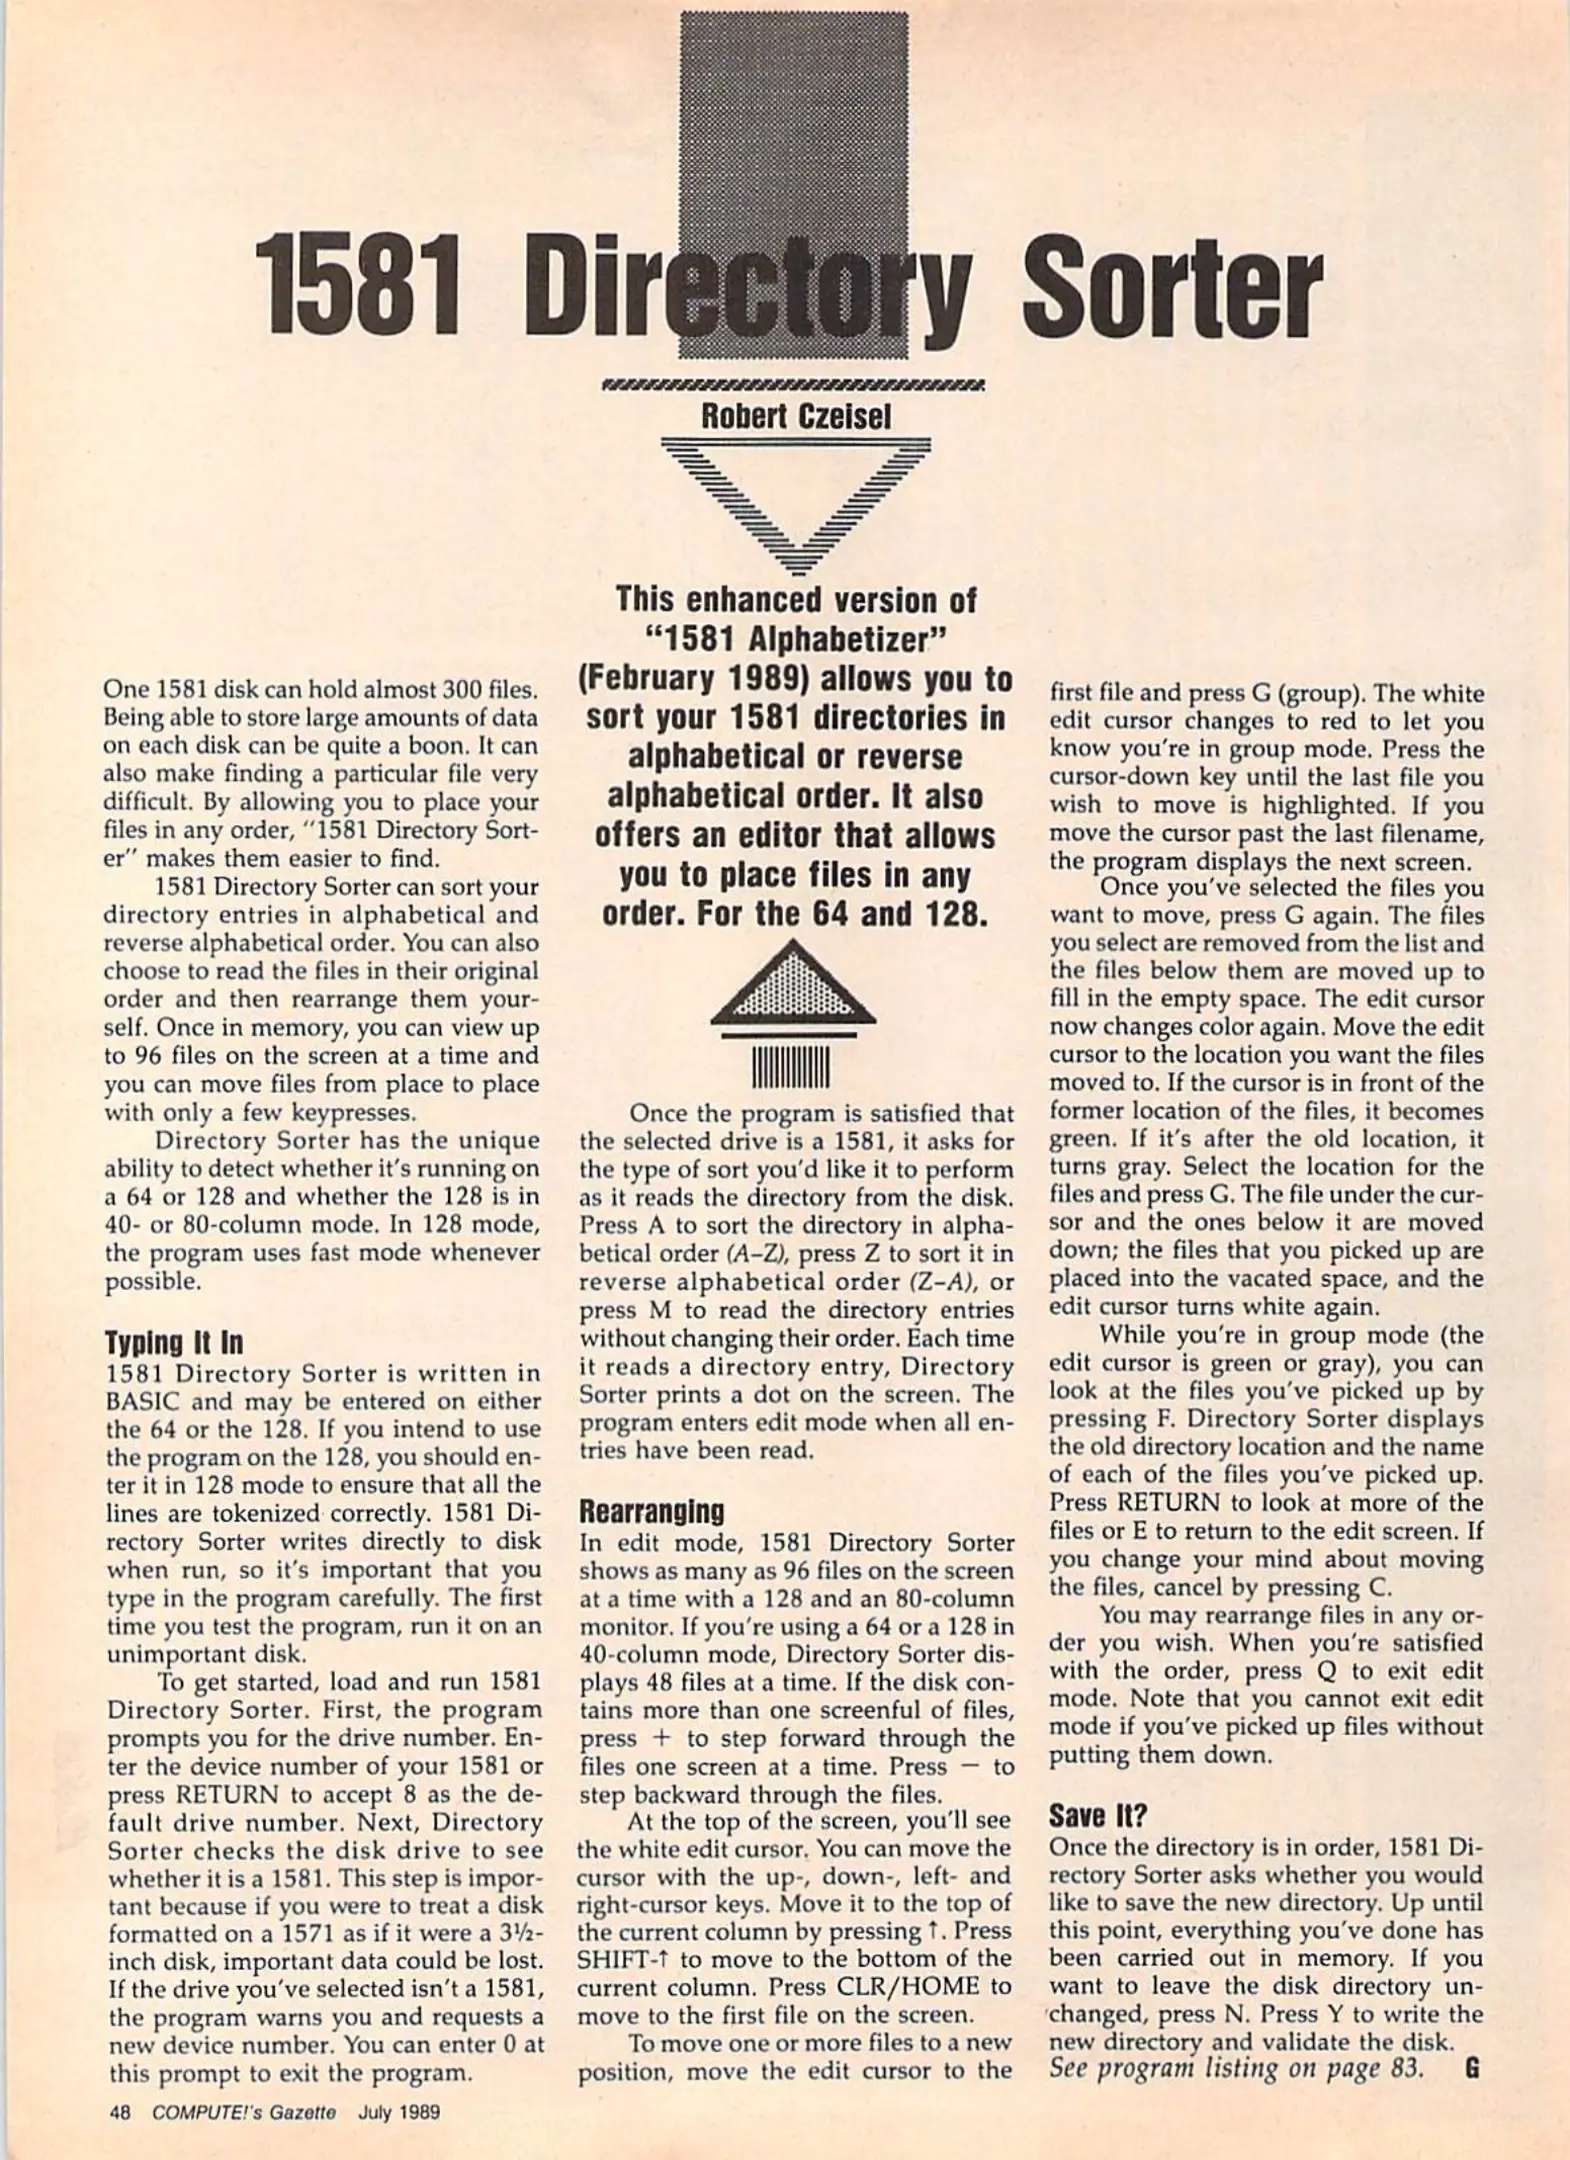 1581 Directory Sorter
Robert Czeisel
This enhanced version of
“1581 Alphabetizer”
(February 1989) allows you to
sort your 1581 directories in
alphabetical or reverse
alphabetical order. It also
offers an editor that allows
you to place files in any
order. For the 64 and 128.
One 1581 disk can hold almost 300 files.
Being able to store large amounts of data
on each disk can be quite a boon. It can
also make finding a particular file very
difficult. By allowing you to place your
files in any order, "1581 Directory Sort-
er" makes them easier to find.
1581 Directory Sorter can sort your
directory entries in alphabetical and
reverse alphabetical order. You can also
choose to read the files in their original
order and then rearrange them your-
self. Once in memory, you can view up
to 96 files on the screen at a time and
you can move files from place to place
with only a few keypresses.
Directory Sorter has the unique
ability to detect whether it's running on
a 64 or 128 and whether the 128 is in
40- or 80-column mode. In 128 mode,
the program uses fast mode whenever
possible.
Typing It In
1581 Directory Sorter is written in
BASIC and may be entered on either
the 64 or the 128. If you intend to use
the program on the 128, you should en-
ter it in 128 mode to ensure that all the
lines are tokenized correctly. 1581 Di-
rectory Sorter writes directly to disk
when run, so it's important that you
type in the program carefully. The first
time you test the program, run it on an
unimportant disk.
To get started, load and run 1581
Directory Sorter. First, the program
prompts you for the drive number. En-
ter the device number of your 1581 or
press RETURN to accept 8 as the de-
fault drive number. Next, Directory
Sorter checks the disk drive to see
whether it is a 1581. This step is impor-
tant because if you were to treat a disk
formatted on a 1571 as if it were a 3½-
inch disk, important data could be lost.
If the drive you've selected isn't a 1581,
the program warns you and requests a
new device number. You can enter 0 at
this prompt to exit the program.
Once the program is satisfied that
the selected drive is a 1581, it asks for
the type of sort you'd like it to perform
as it reads the directory from the disk.
Press A to sort the directory in alpha-
betical order (A–Z), press Z to sort it in
reverse alphabetical order (Z–A), or
press M to read the directory entries
without changing their order. Each time
it reads a directory entry, Directory
Sorter prints a dot on the screen. The
program enters edit mode when all en-
tries have been read.
Rearranging
In edit mode, 1581 Directory Sorter
shows as many as 96 files on the screen
at a time with a 128 and an 80-column
monitor. If you're using a 64 or a 128 in
40-column mode, Directory Sorter dis-
plays 48 files at a time. If the disk con-
tains more than one screenful of files,
press + to step forward through the
files one screen at a time. Press − to
step backward through the files.
At the top of the screen, you'll see
the white edit cursor. You can move the
cursor with the up-, down-, left- and
right-cursor keys. Move it to the top of
the current column by pressing ↑. Press
SHIFT-↑ to move to the bottom of the
current column. Press CLR/HOME to
move to the first file on the screen.
To move one or more files to a new
position, move the edit cursor to the
first file and press G (group). The white
edit cursor changes to red to let you
know you're in group mode. Press the
cursor-down key until the last file you
wish to move is highlighted. If you
move the cursor past the last filename,
the program displays the next screen.
Once you've selected the files you
want to move, press G again. The files
you select are removed from the list and
the files below them are moved up to
fill in the empty space. The edit cursor
now changes color again. Move the edit
cursor to the location you want the files
moved to. If the cursor is in front of the
former location of the files, it becomes
green. If it's after the old location, it
turns gray. Select the location for the
files and press G. The file under the cur-
sor and the ones below it are moved
down; the files that you picked up are
placed into the vacated space, and the
edit cursor turns white again.
While you're in group mode (the
edit cursor is green or gray), you can
look at the files you've picked up by
pressing F. Directory Sorter displays
the old directory location and the name
of each of the files you've picked up.
Press RETURN to look at more of the
files or E to return to the edit screen. If
you change your mind about moving
the files, cancel by pressing C.
You may rearrange files in any or-
der you wish. When you're satisfied
with the order, press Q to exit edit
mode. Note that you cannot exit edit
mode if you've picked up files without
putting them down.
Save It?
Once the directory is in order, 1581 Di-
rectory Sorter asks whether you would
like to save the new directory. Up until
this point, everything you've done has
been carried out in memory. If you
want to leave the disk directory un-
changed, press N. Press Y to write the
new directory and validate the disk.
See program listing on page 83. G
48 COMPUTE!'s Gazette July 1989